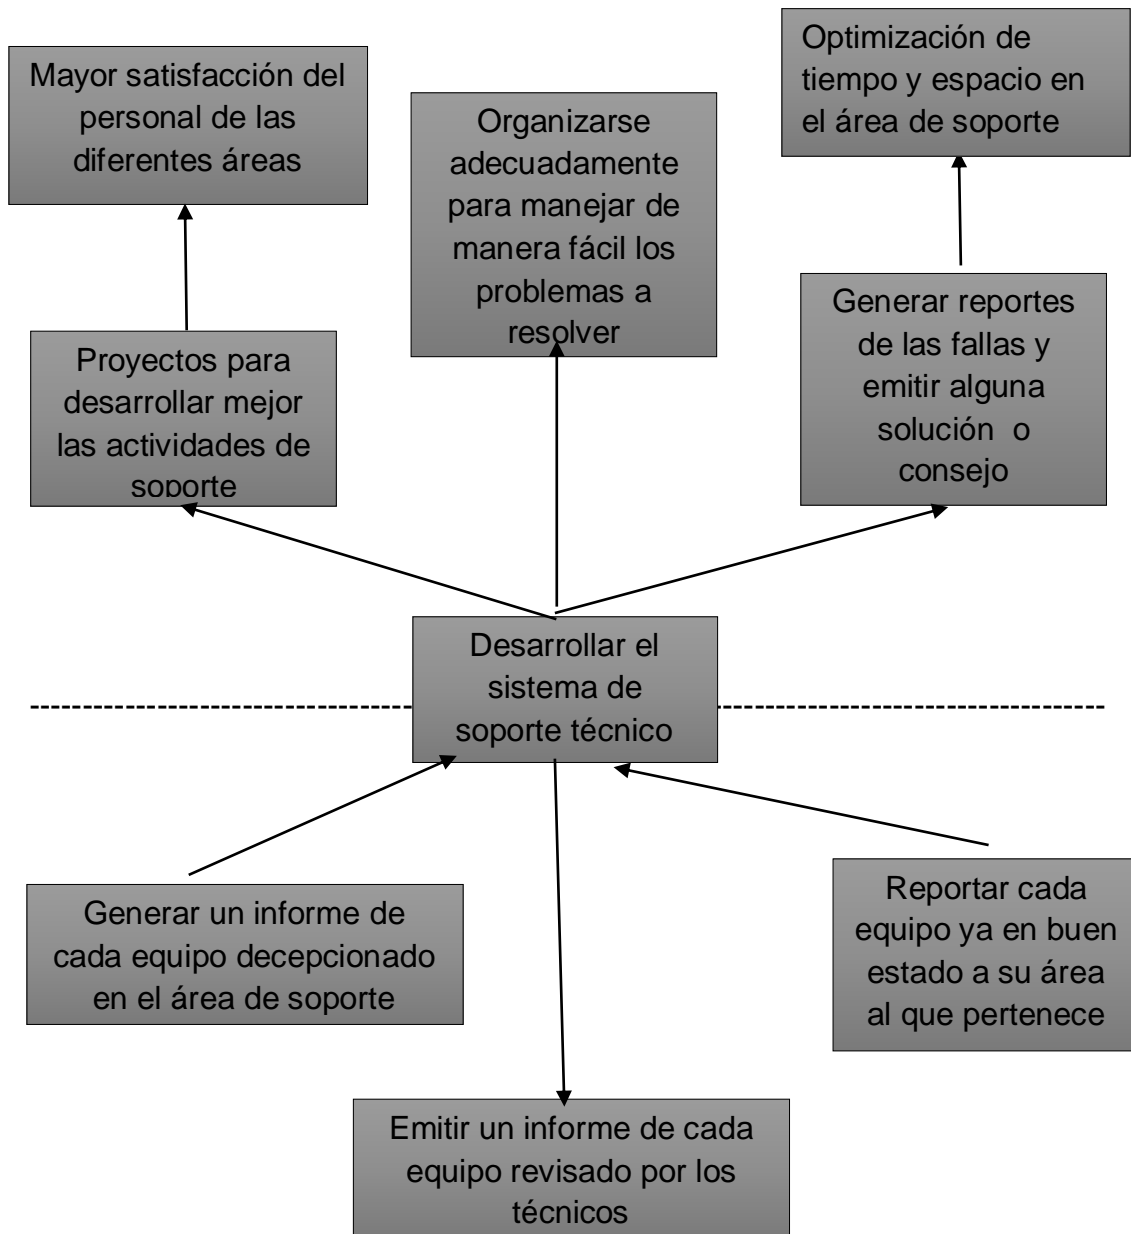 Mayor satisfacción del
personal de las
diferentes áreas
Organizarse
adecuadamente
para manejar de
manera fácil los
problemas a
resolver
Optimización de
tiempo y espacio en
el área de soporte
Proyectos para
desarrollar mejor
las actividades de
soporte
Generar reportes
de las fallas y
emitir alguna
solución o
consejo
Desarrollar el
sistema de
soporte técnico
Generar un informe de
cada equipo decepcionado
en el área de soporte
Reportar cada
equipo ya en buen
estado a su área
al que pertenece
Emitir un informe de cada
equipo revisado por los
técnicos